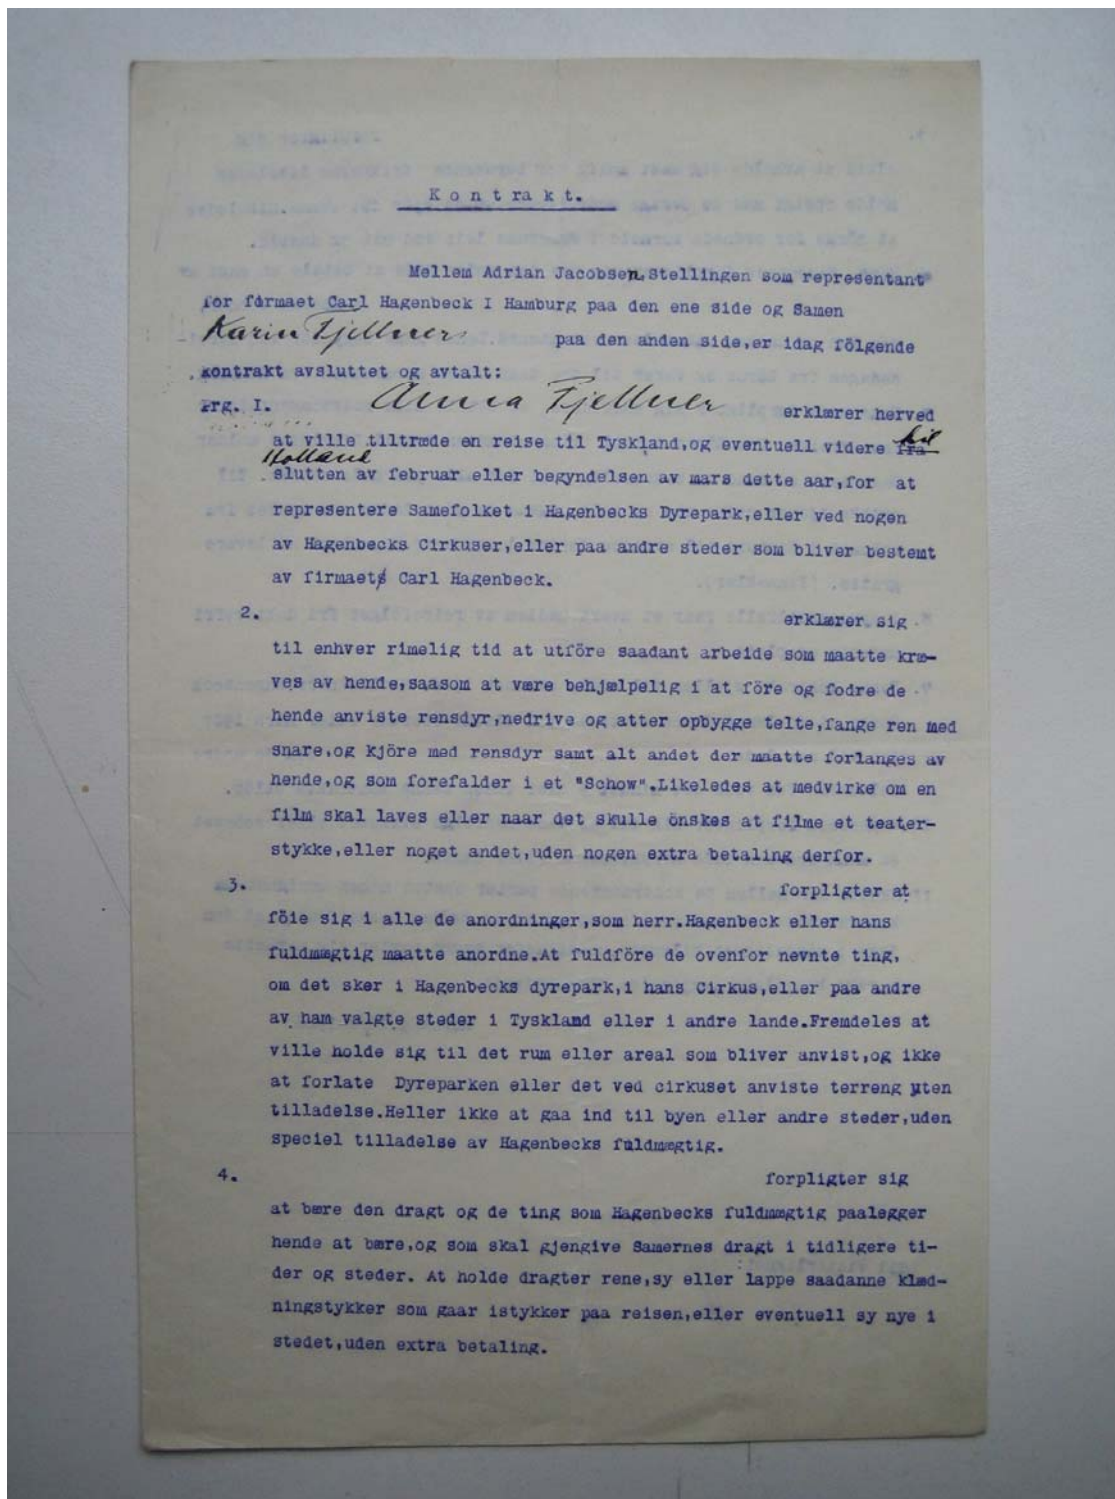 Kontrakt.
Mellem Adrian Jacobsen, Stellingen som representant
for firmaet Carl Hagenbeck I Hamburg paa den ene side og Samen
Karin Fjellner paa den anden side,er idag fölgende
kontrakt avsluttet og avtalt:
Prg. I. Anna Fjellner erklærer herved
at ville tiltræde en reise til Tyskland,og eventuell videre fra til
Holland
slutten av februar eller begyndelsen av mars dette aar,for at
representere Samefolket i Hagenbecks Dyrepark,eller ved nogen
av Hagenbecks Cirkuser,eller paa andre steder som bliver bestemt
av firmaets Carl Hagenbeck.
2. erklærer sig
til enhver rimelig tid at utföre saadant arbeide som maatte kræ-
ves av hende,saasom at være behjælpelig i at före og fodre de
hende anviste rensdyr,nedrive og atter opbygge telte,fange ren med
snare,og kjöre med rensdyr samt alt andet der maatte forlanges av
hende,og som forefalder i et "Schow".Likeledes at medvirke om en
film skal laves eller naar det skulle önskes at filme et teater-
stykke,eller noget andet,uden nogen extra betaling derfor.
3. forpligter at
föie sig i alle de anordninger,som herr.Hagenbeck eller hans
fuldmægtig maatte anordne.At fuldföre de ovenfor nevnte ting,
om det sker i Hagenbecks dyrepark,i hans Cirkus,eller paa andre
av ham valgte steder i Tyskland eller i andre lande.Fremdeles at
ville holde sig til det rum eller areal som bliver anvist,og ikke
at forlate Dyreparken eller det ved cirkuset anviste terreng uten
tilladelse.Heller ikke at gaa ind til byen eller andre steder,uden
speciel tilladelse av Hagenbecks fuldmægtig.
4. forpligter sig
at bære den dragt og de ting som Hagenbecks fuldmægtig paalegger
hende at bære,og som skal gjengive Samernes dragt i tidligere ti-
der og steder. At holde dragter rene,sy eller lappe saadanne klæd-
ningstykker som gaar istykker paa reisen,eller eventuell sy nye i
stedet,uden extra betaling.